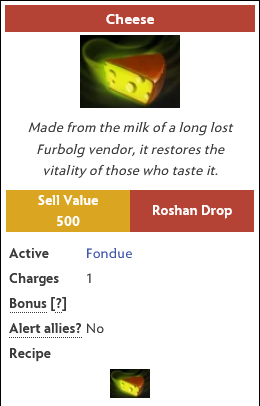 Cheese
Made from the milk of a long lost
Furbolg vendor, it restores the
vitality of those who taste it.
Sell Value
500
Roshan Drop
Active Fondue
Charges 1
Bonus [?]
Alert allies? No
Recipe